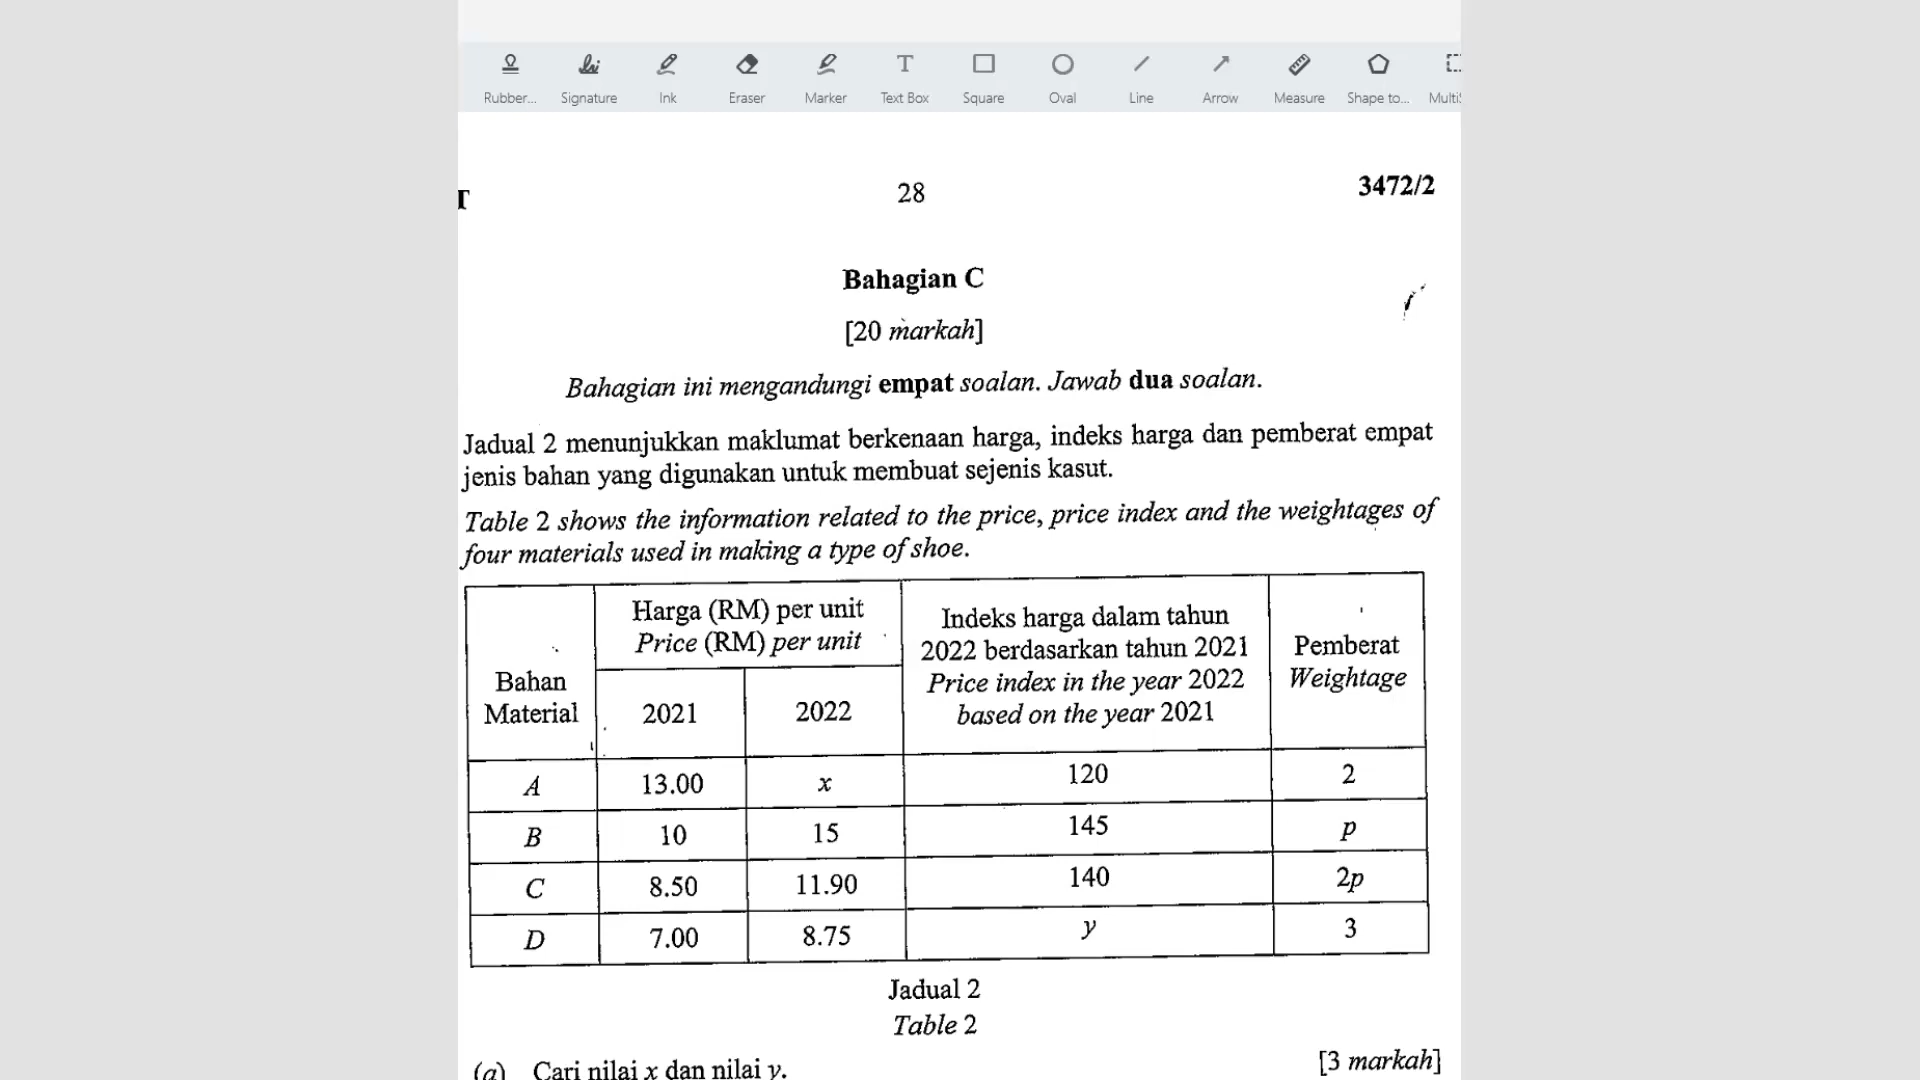 Rubber...
Signature
Ink
Eraser
Marker
Text Box
Square
Oval
Line
Arrow
Measure
Shape to...
T
28
3472/2
Bahagian C
[20 markah]
Bahagian ini mengandungi empat soalan. Jawab dua soalan.
Jadual 2 menunjukkan maklumat berkenaan harga, indeks harga dan pemberat empat
jenis bahan yang digunakan untuk membuat sejenis kasut.
Table 2 shows the information related to the price, price index and the weightages of
four materials used in making a type of shoe.
Bahan
Material
Harga (RM) per unit
Price (RM) per unit
2021
2022
Indeks harga dalam tahun
2022 berdasarkan tahun 2021
Price index in the year 2022
based on the year 2021
Pemberat
Weightage
A 13.00 x 120 2
B 10 15 145 p
C 8.50 11.90 140 2p
D 7.00 8.75 y 3
Jadual 2
Table 2
(a) Cari nilai x dan nilai y. [3 markah]